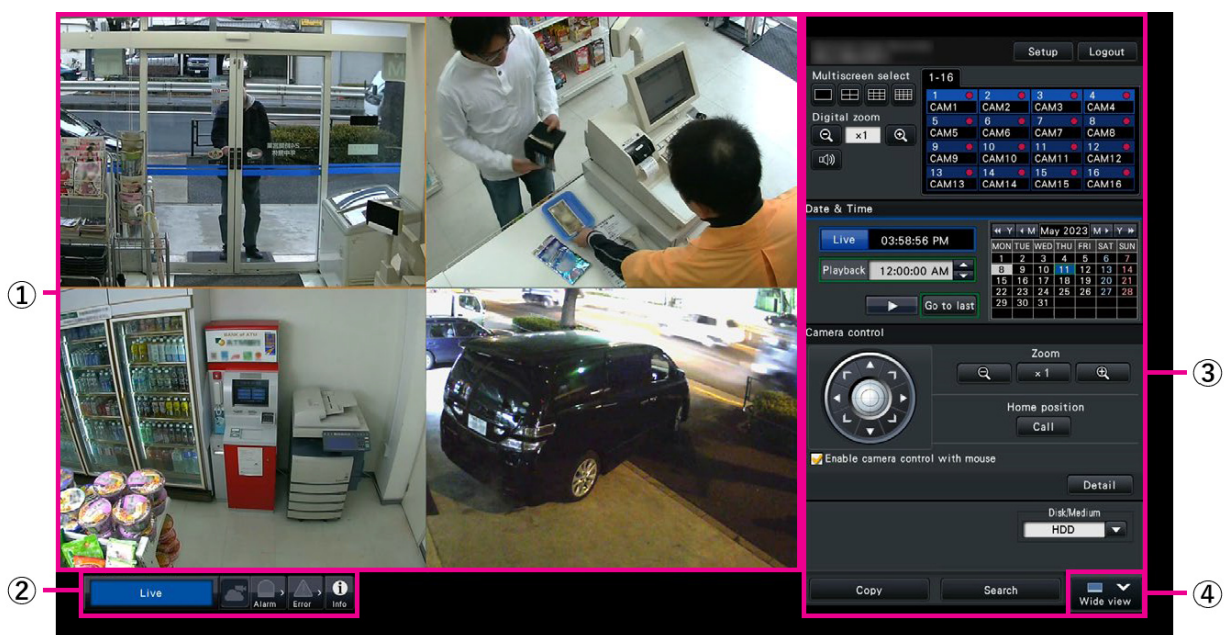 ①
②
③
④
Setup Logout
Multiscreen select
1-16
Digital zoom
×1
1 2 3 4
CAM1 CAM2 CAM3 CAM4
5 6 7 8
CAM5 CAM6 CAM7 CAM8
9 10 11 12
CAM9 CAM10 CAM11 CAM12
13 14 15 16
CAM13 CAM14 CAM15 CAM16
Date & Time
Live 03:58:56 PM
Playback 12:00:00 AM
Go to last
Y M May 2023 M Y
MON TUE WED THU FRI SAT SUN
1 2 3 4 5 6 7
8 9 10 11 12 13 14
15 16 17 18 19 20 21
22 23 24 25 26 27 28
29 30 31
Camera control
Zoom
×1
Home position
Call
Enable camera control with mouse
Detail
Disk/Medium
HDD
Copy Search
Wide view
Live
Alarm Error Info